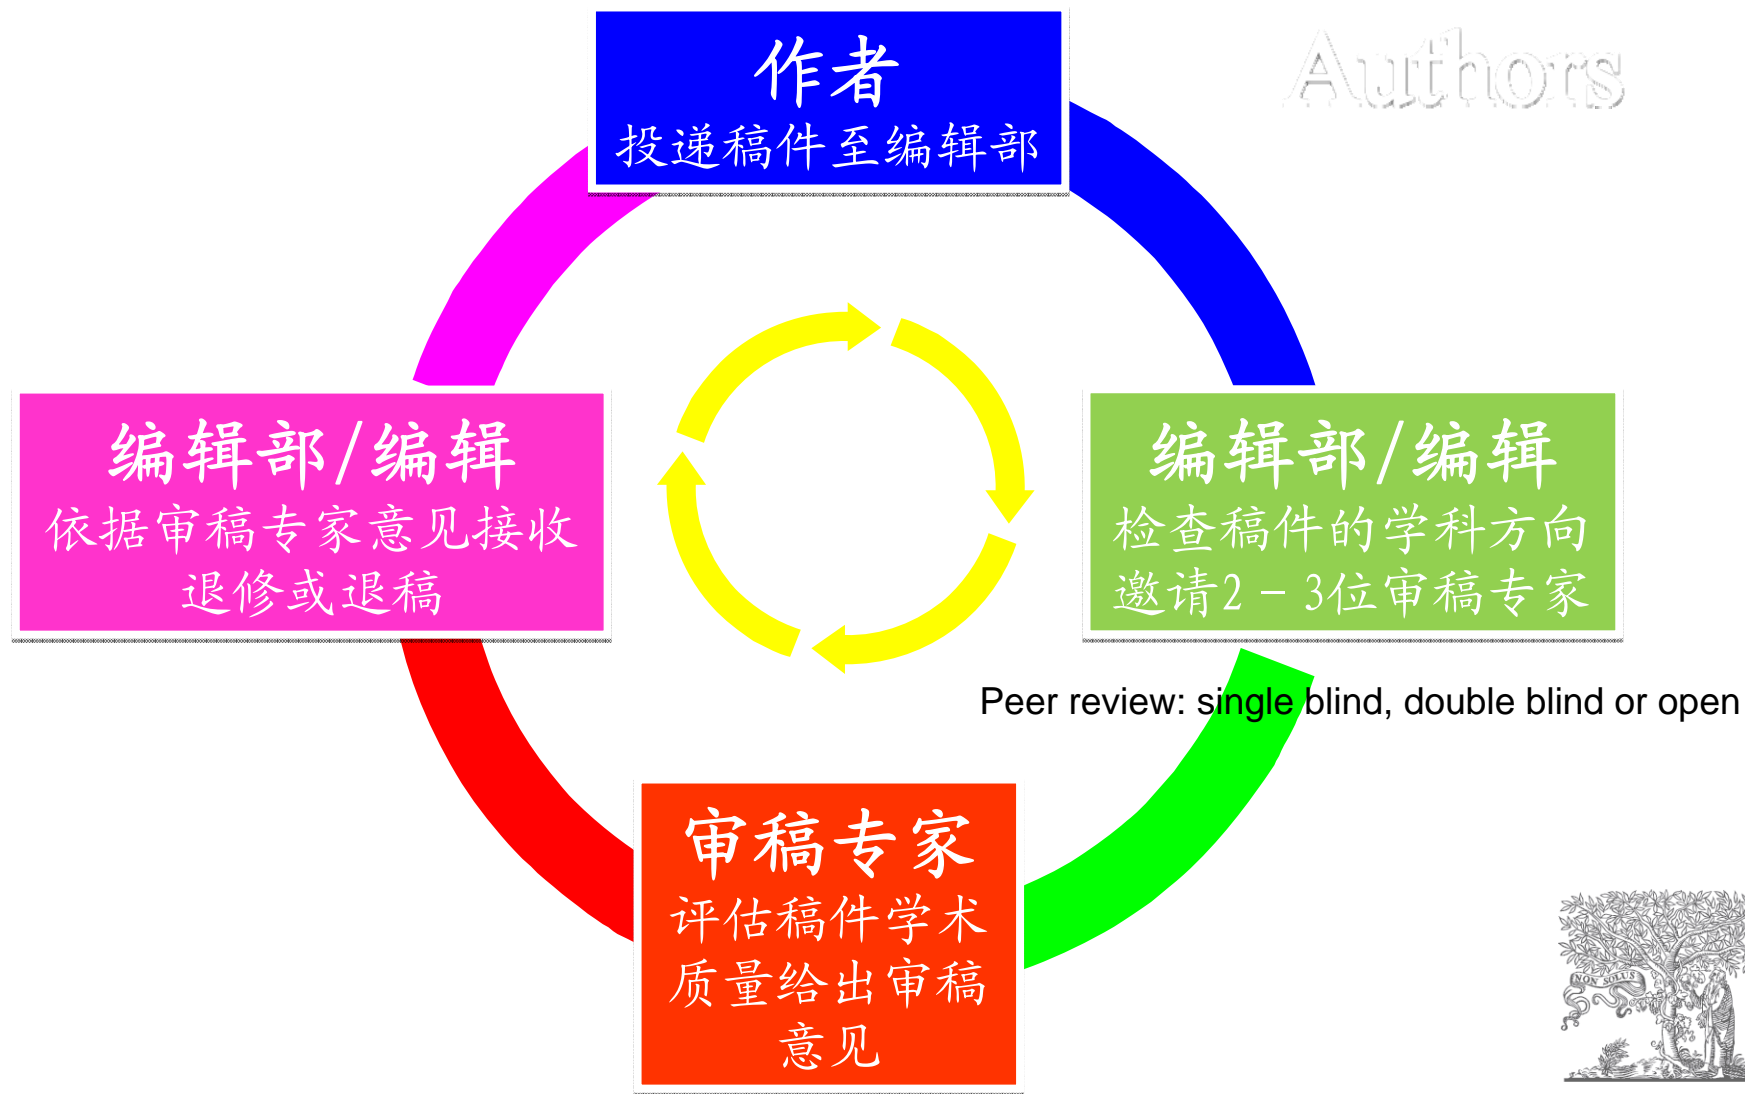 Authors
作者
投递稿件至编辑部
编辑部/编辑
检查稿件的学科方向
邀请2－3位审稿专家
Peer review: single blind, double blind or open
审稿专家
评估稿件学术
质量给出审稿
意见
编辑部/编辑
依据审稿专家意见接收
退修或退稿
NON SOLUS